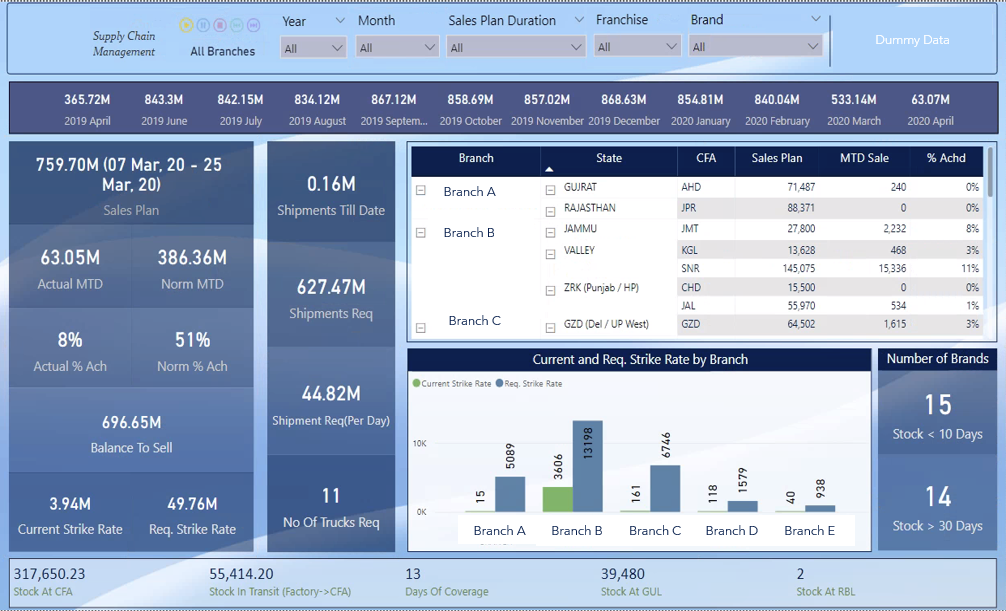 Supply Chain
Management
All Branches
Year
All
Month
All
Sales Plan Duration
All
Franchise
All
Brand
All
Dummy Data
365.72M 843.3M 842.15M 834.12M 867.12M 858.69M 857.02M 868.63M 854.81M 840.04M 533.14M 63.07M
2019 April 2019 June 2019 July 2019 August 2019 Septem... 2019 October 2019 November 2019 December 2020 January 2020 February 2020 March 2020 April
759.70M (07 Mar, 20 - 25
Mar, 20)
Sales Plan
63.05M 386.36M
Actual MTD Norm MTD
8% 51%
Actual % Ach Norm % Ach
696.65M
Balance To Sell
3.94M 49.76M
Current Strike Rate Req. Strike Rate
0.16M
Shipments Till Date
627.47M
Shipments Req
44.82M
Shipment Req(Per Day)
11
No Of Trucks Req
Branch State CFA Sales Plan MTD Sale % Achd
Branch A GUJRAT AHD 71,487 240 0%
RAJASTHAN JPR 88,371 0 0%
Branch B JAMMU JMT 27,800 2,232 8%
VALLEY KGL 13,628 468 3%
SNR 145,075 15,336 11%
ZRK (Punjab / HP) CHD 15,500 0 0%
JAL 55,970 534 1%
Branch C GZD (Del / UP West) GZD 64,502 1,615 3%
Current and Req. Strike Rate by Branch
Current Strike Rate Req. Strike Rate
10K
0K
15 5089 3606 13198 161 6746 118 1579 40 938
Branch A Branch B Branch C Branch D Branch E
Number of Brands
15
Stock < 10 Days
14
Stock > 30 Days
317,650.23 55,414.20 13 39,480 2
Stock At CFA Stock In Transit (Factory->CFA) Days Of Coverage Stock At GUL Stock At RBL